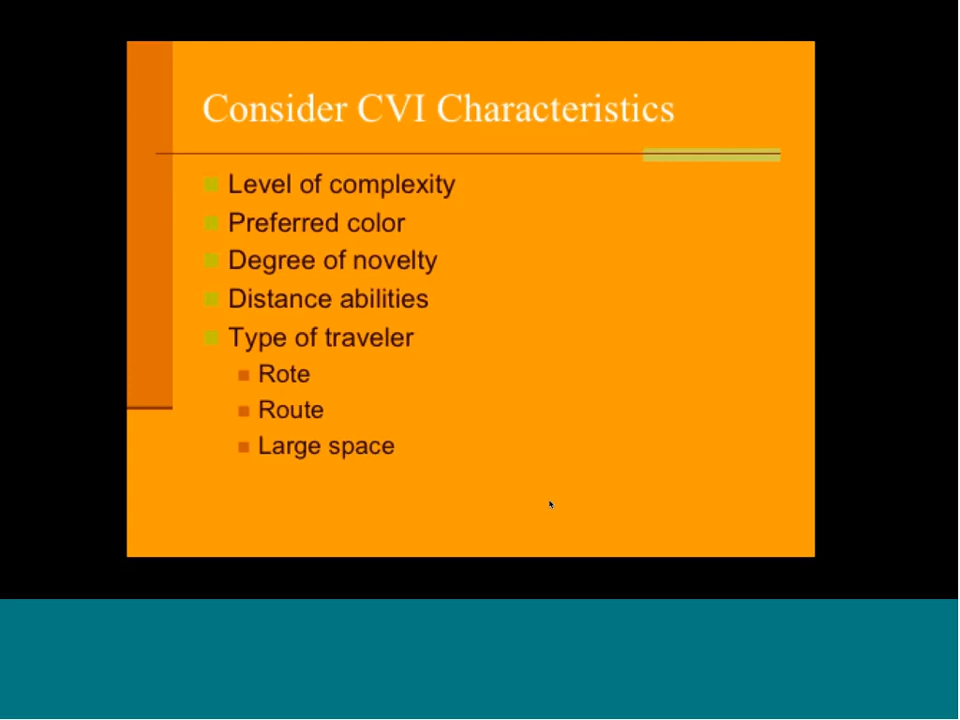 Consider CVI Characteristics
Level of complexity
Preferred color
Degree of novelty
Distance abilities
Type of traveler
Rote
Route
Large space